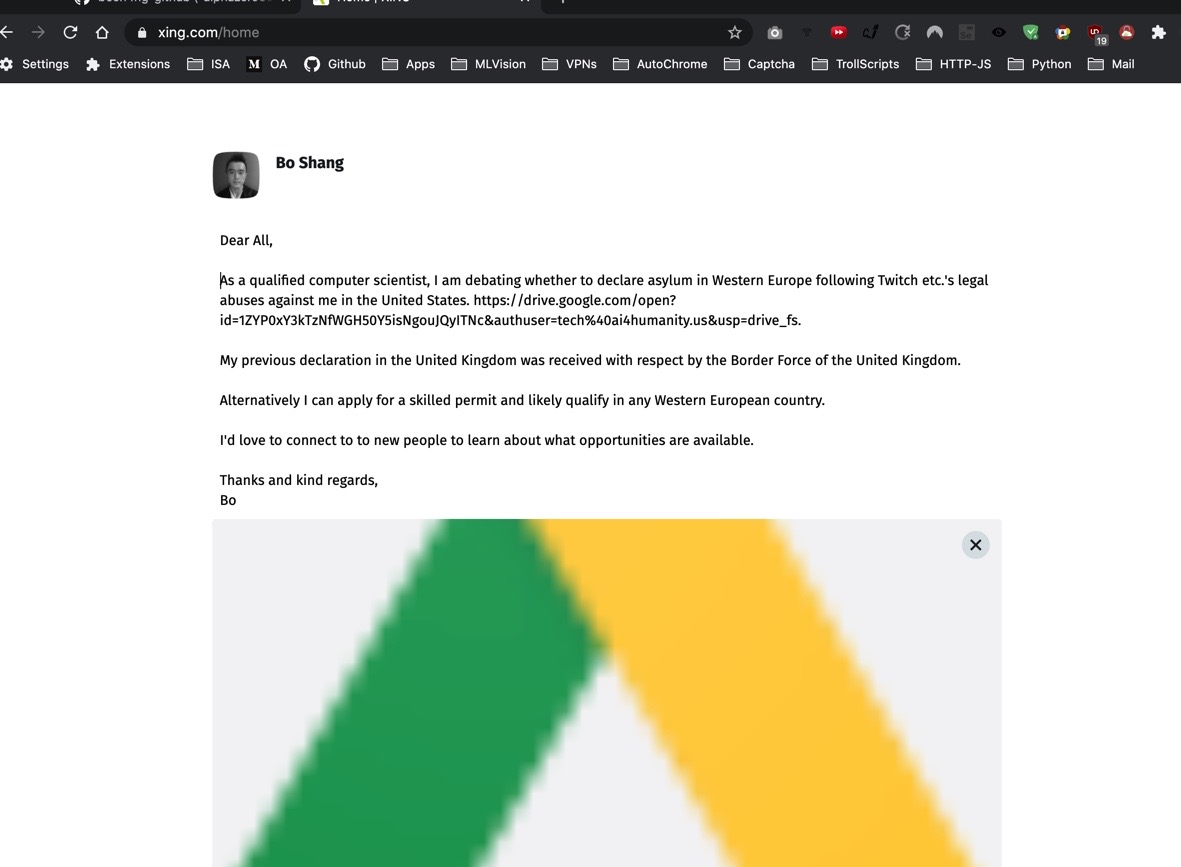 xing.com/home
19
Settings Extensions ISA M OA Github Apps MLVision VPNs AutoChrome Captcha TrollScripts HTTP-JS Python Mail
Bo Shang
Dear All,
As a qualified computer scientist, I am debating whether to declare asylum in Western Europe following Twitch etc.'s legal
abuses against me in the United States. https://drive.google.com/open?
id=1ZYP0xY3kTzNfWGH50Y5isNgouJQyITNc&authuser=tech%40ai4humanity.us&usp=drive_fs.
My previous declaration in the United Kingdom was received with respect by the Border Force of the United Kingdom.
Alternatively I can apply for a skilled permit and likely qualify in any Western European country.
I'd love to connect to to new people to learn about what opportunities are available.
Thanks and kind regards,
Bo